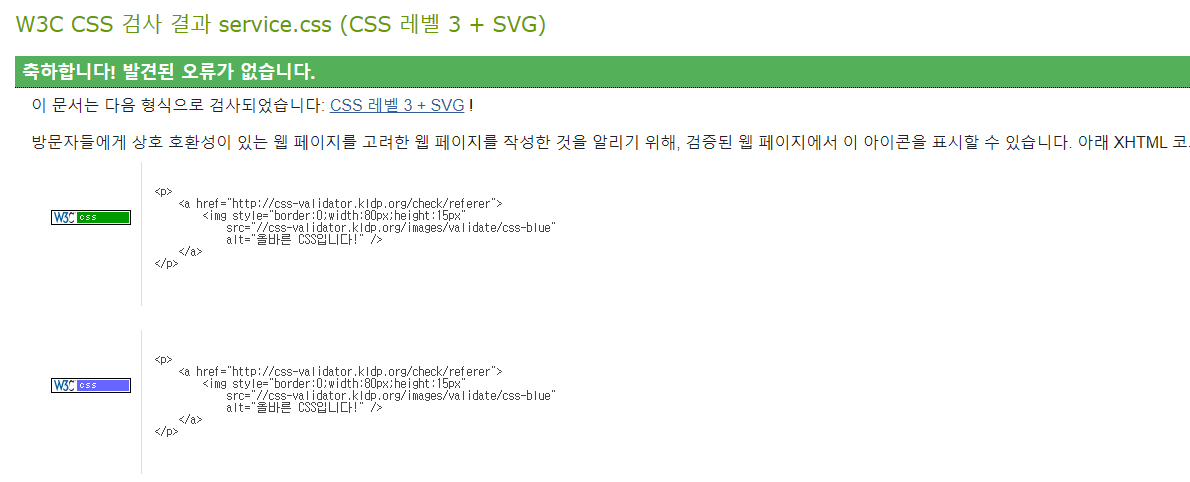 W3C CSS 검사 결과 service.css (CSS 레벨 3 + SVG)
축하합니다! 발견된 오류가 없습니다.
이 문서는 다음 형식으로 검사되었습니다: CSS 레벨 3 + SVG !
방문자들에게 상호 호환성이 있는 웹 페이지를 고려한 웹 페이지를 작성한 것을 알리기 위해, 검증된 웹 페이지에서 이 아이콘을 표시할 수 있습니다. 아래 XHTML 코
W3C css
<p>
<a href="http://css-validator.kldp.org/check/referer">
<img style="border:0;width:80px;height:15px"
src="//css-validator.kldp.org/images/validate/css-blue"
alt="올바른 CSS입니다!" />
</a>
</p>
W3C css
<p>
<a href="http://css-validator.kldp.org/check/referer">
<img style="border:0;width:80px;height:15px"
src="//css-validator.kldp.org/images/validate/css-blue"
alt="올바른 CSS입니다!" />
</a>
</p>